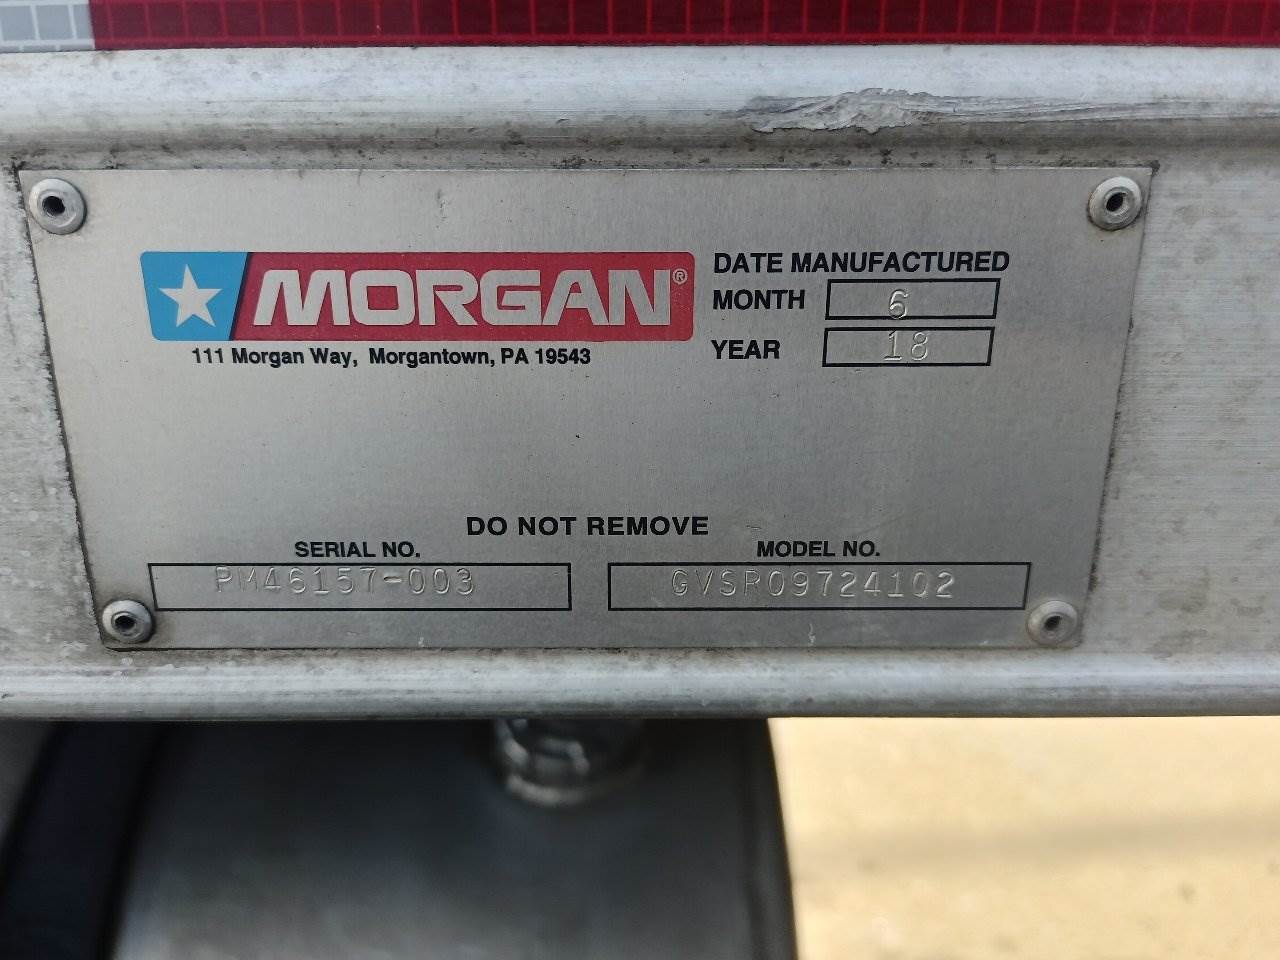 MORGAN®
111 Morgan Way, Morgantown, PA 19543
DATE MANUFACTURED
MONTH 6
YEAR 18
DO NOT REMOVE
SERIAL NO.
PM46157-003
MODEL NO.
GVSR09724102